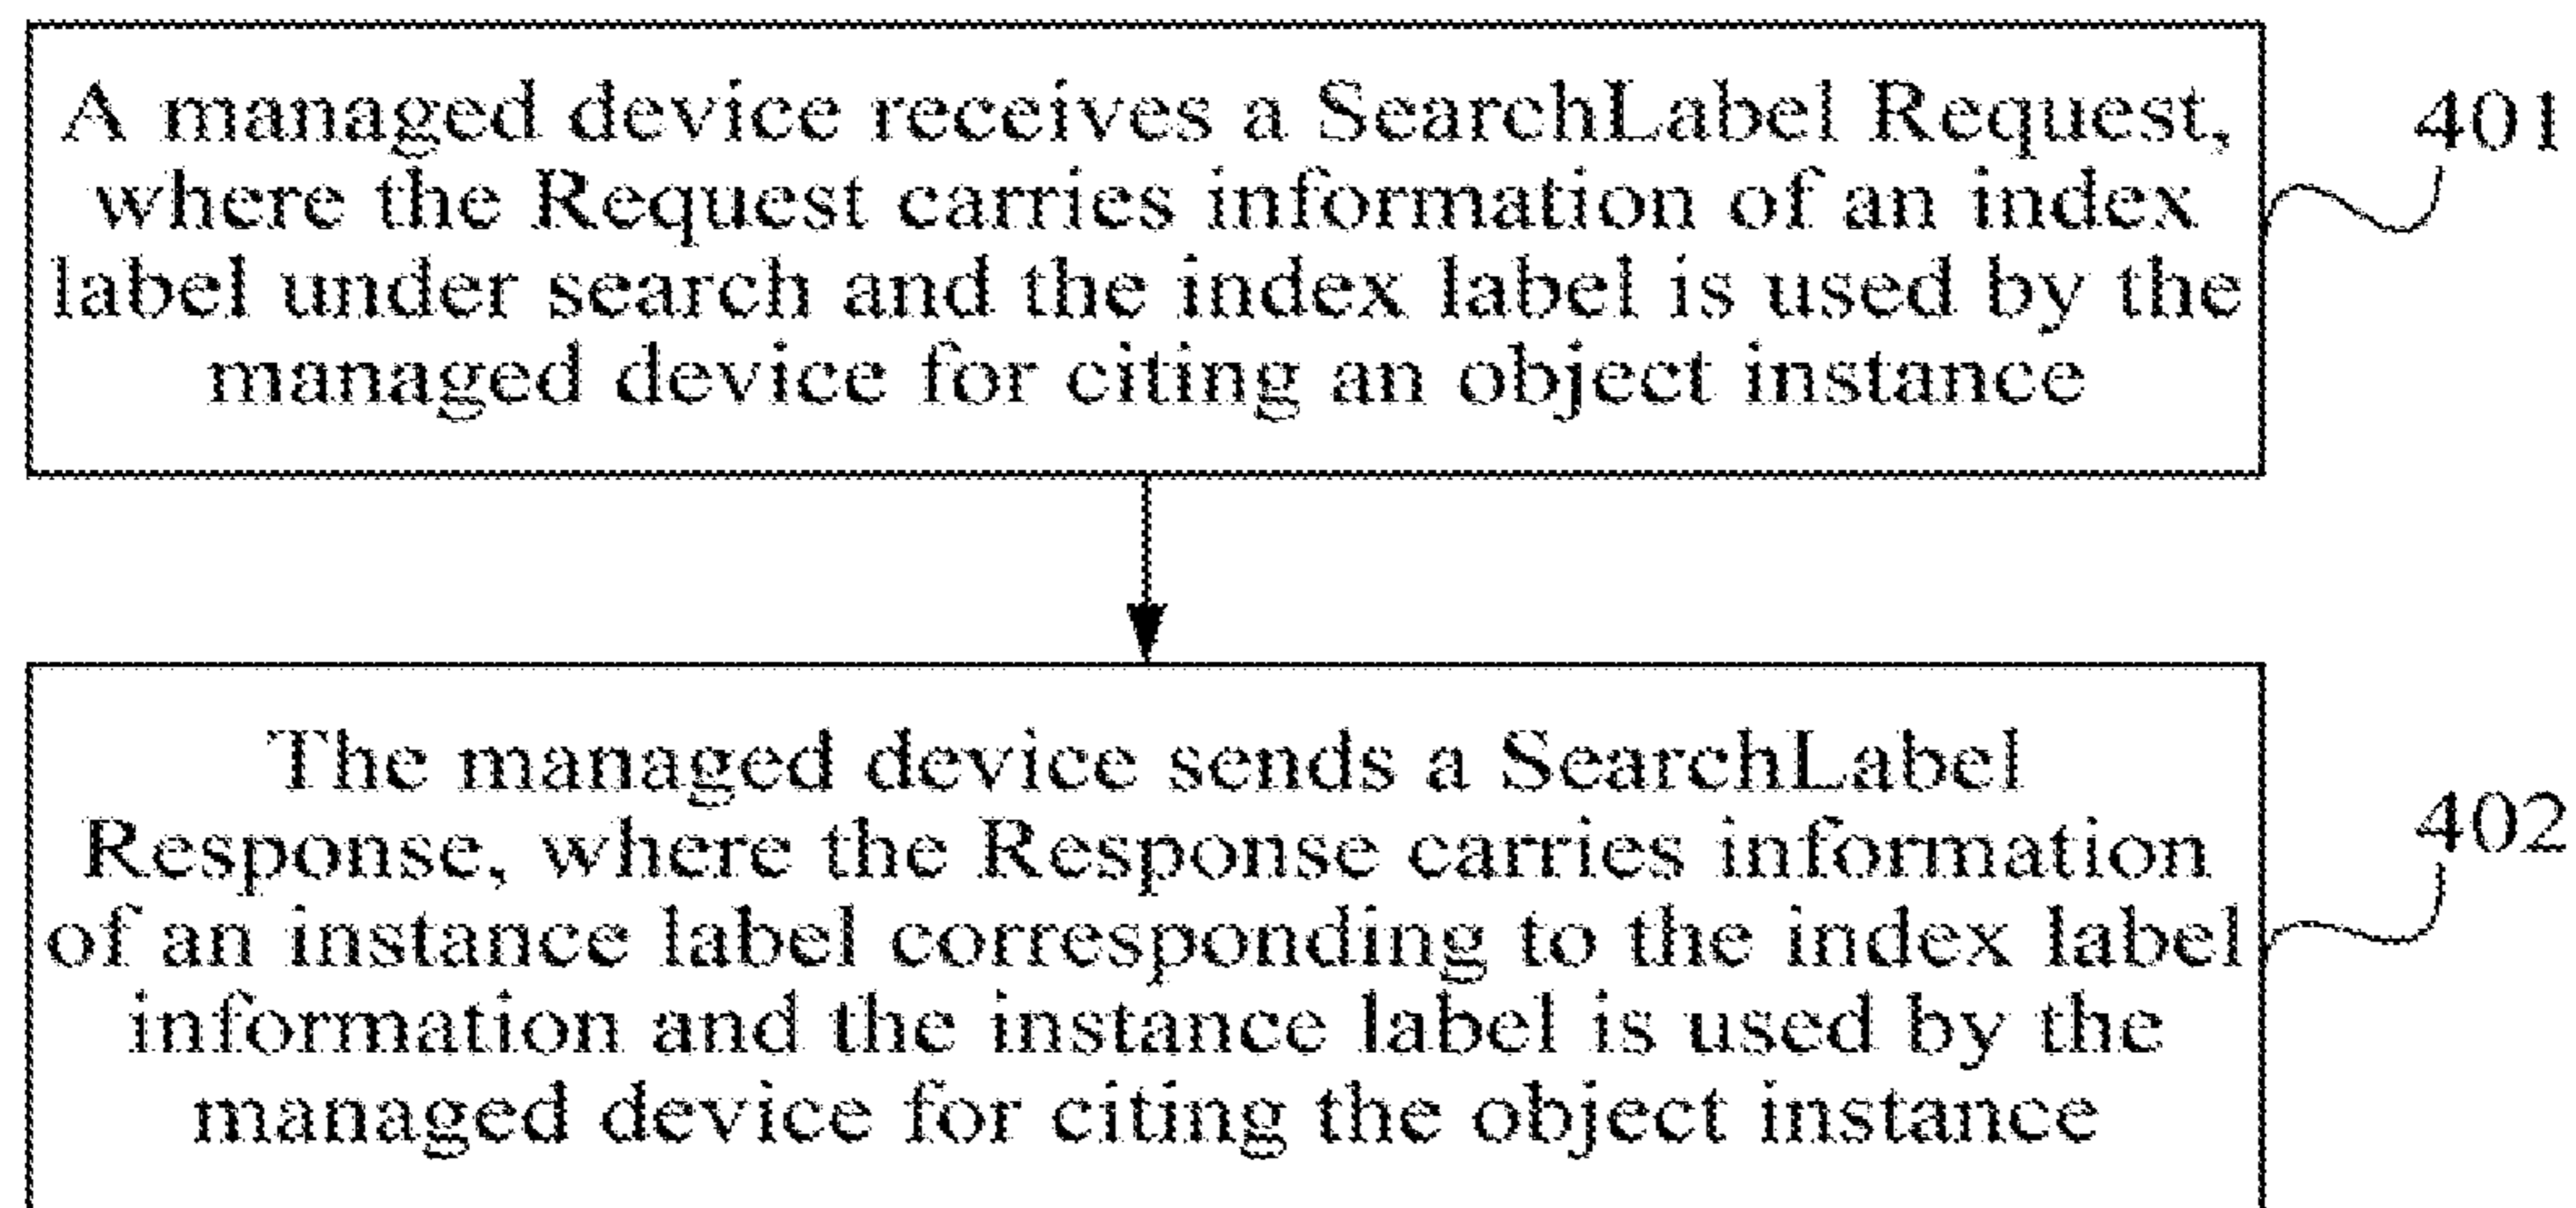 A managed device receives a SearchLabel Request,
where the Request carries information of an index
label under search and the index label is used by the
managed device for citing an object instance
401
The managed device sends a SearchLabel
Response, where the Response carries information
of an instance label corresponding to the index label
information and the instance label is used by the
managed device for citing the object instance
402